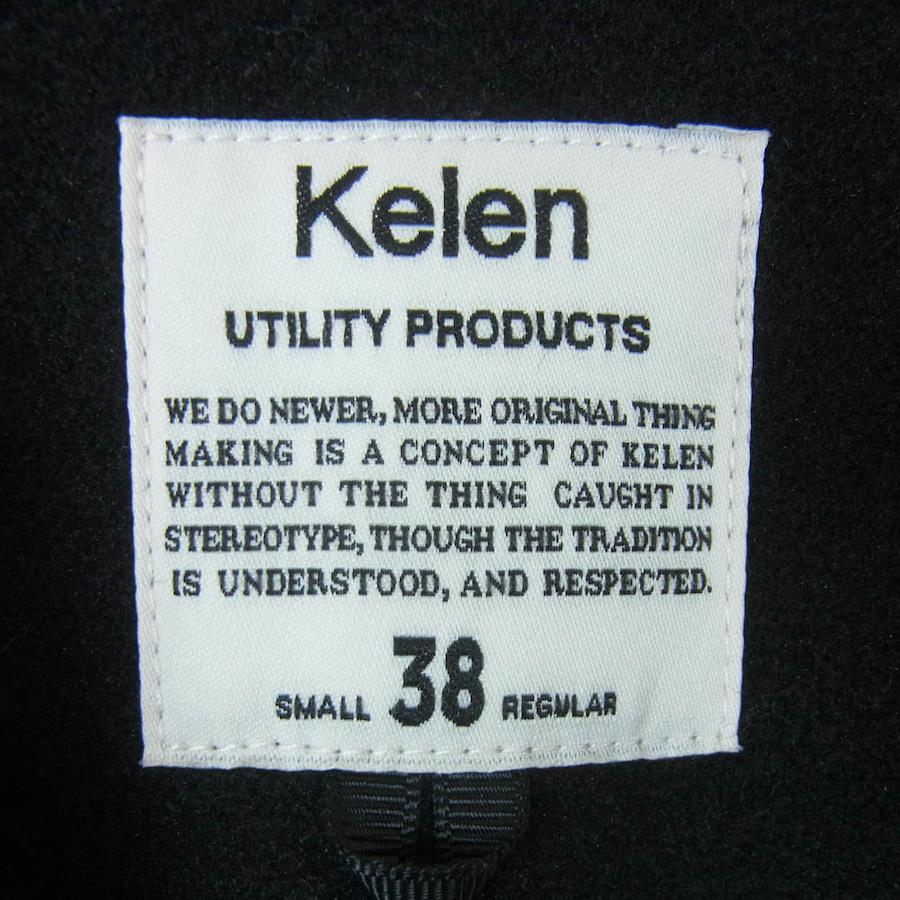 Kelen
UTILITY PRODUCTS
WE DO NEWER, MORE ORIGINAL THING
MAKING IS A CONCEPT OF KELEN
WITHOUT THE THING CAUGHT IN
STEREOTYPE, THOUGH THE TRADITION
IS UNDERSTOOD, AND RESPECTED.
SMALL 38 REGULAR